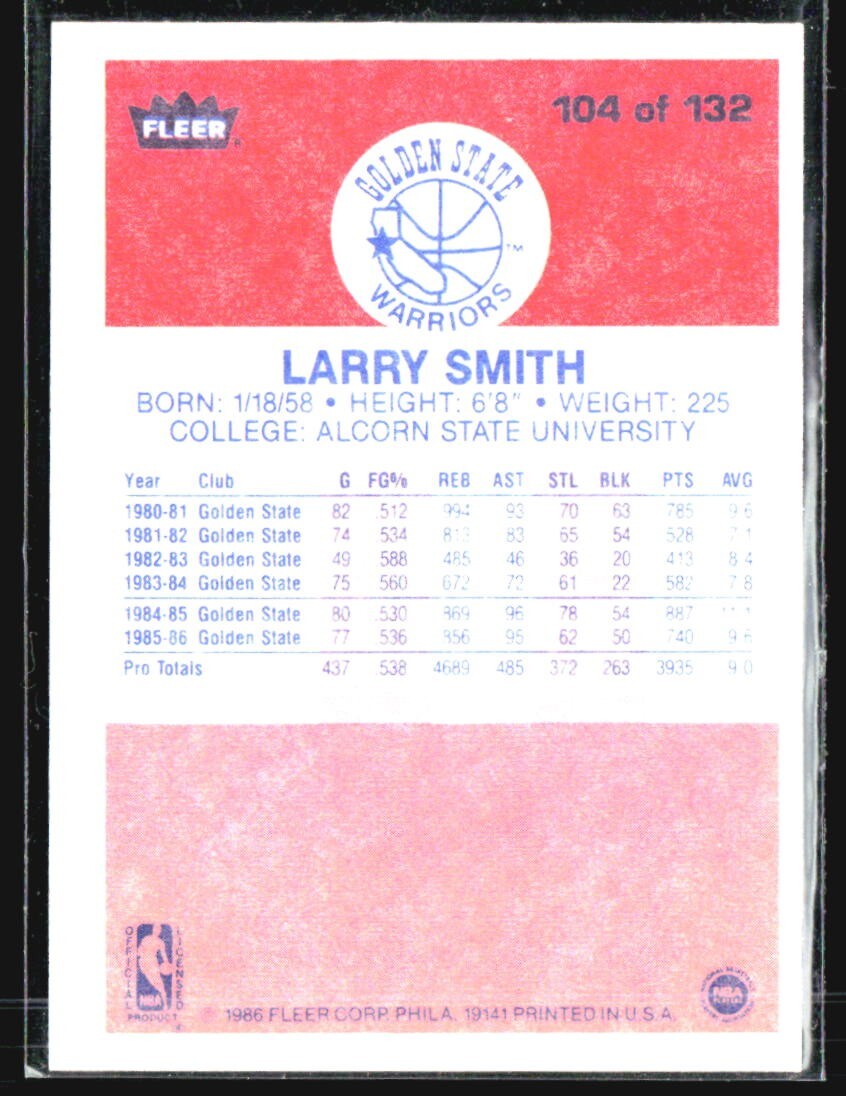 FLEER
104 of 132
GOLDEN STATE
WARRIORS
LARRY SMITH
BORN: 1/18/58 • HEIGHT: 6'8" • WEIGHT: 225
COLLEGE: ALCORN STATE UNIVERSITY
Year Club G FG% REB AST STL BLK PTS AVG
1980-81 Golden State 82 .512 994 93 70 63 785 9.6
1981-82 Golden State 74 .534 813 83 65 54 528 7.1
1982-83 Golden State 49 .588 485 46 36 20 413 8.4
1983-84 Golden State 75 .560 672 72 61 22 582 7.8
1984-85 Golden State 80 .530 869 96 78 54 887 11.1
1985-86 Golden State 77 .536 856 95 62 50 740 9.6
Pro Totals 437 .538 4689 485 372 263 3935 9.0
OFFICIAL
LICENSED
NBA
PRODUCT
NBA
PLAYERS
© 1986 FLEER CORP. PHILA. 19141 PRINTED IN U.S.A.